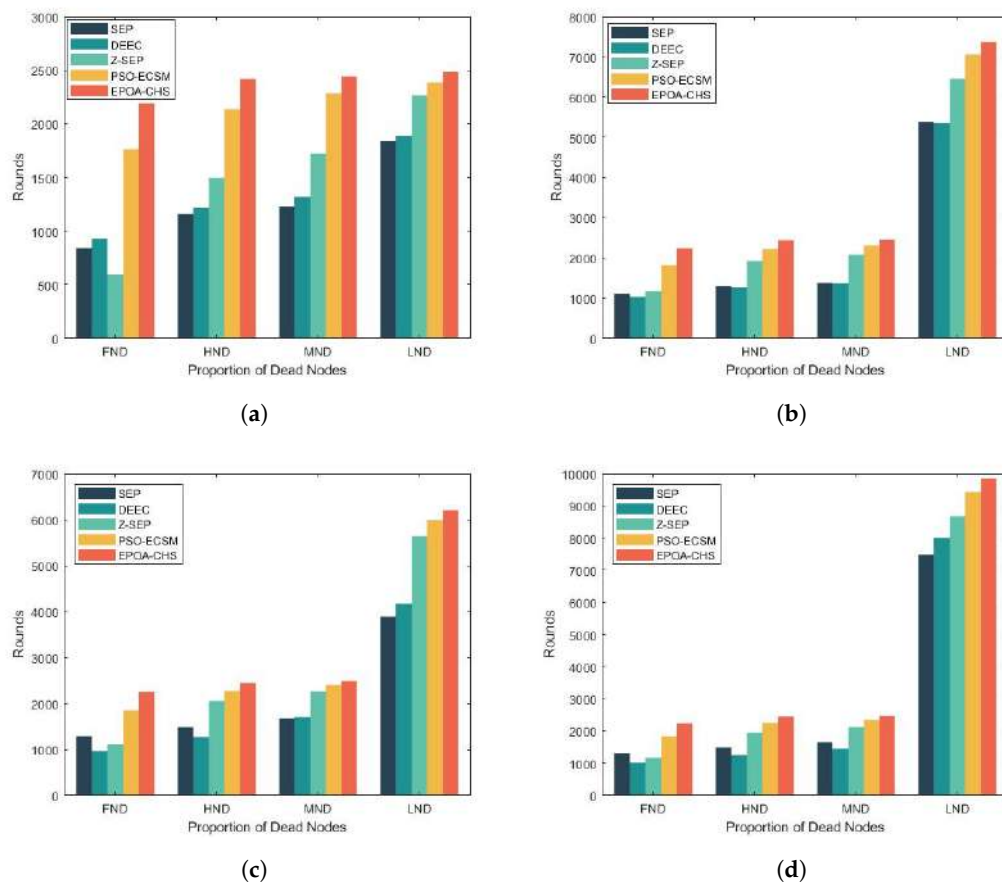 3000
2500
2000
1500
1000
500
0
Rounds
SEP
DEEC
Z-SEP
PSO-ECSM
EPOA-CHS
FND HND MND LND
Proportion of Dead Nodes
(a)
8000
7000
6000
5000
4000
3000
2000
1000
0
Rounds
SEP
DEEC
Z-SEP
PSO-ECSM
EPOA-CHS
FND HND MND LND
Proportion of Dead Nodes
(b)
7000
6000
5000
4000
3000
2000
1000
0
Rounds
SEP
DEEC
Z-SEP
PSO-ECSM
EPOA-CHS
FND HND MND LND
Proportion of Dead Nodes
(c)
10000
9000
8000
7000
6000
5000
4000
3000
2000
1000
0
Rounds
SEP
DEEC
Z-SEP
PSO-ECSM
EPOA-CHS
FND HND MND LND
Proportion of Dead Nodes
(d)